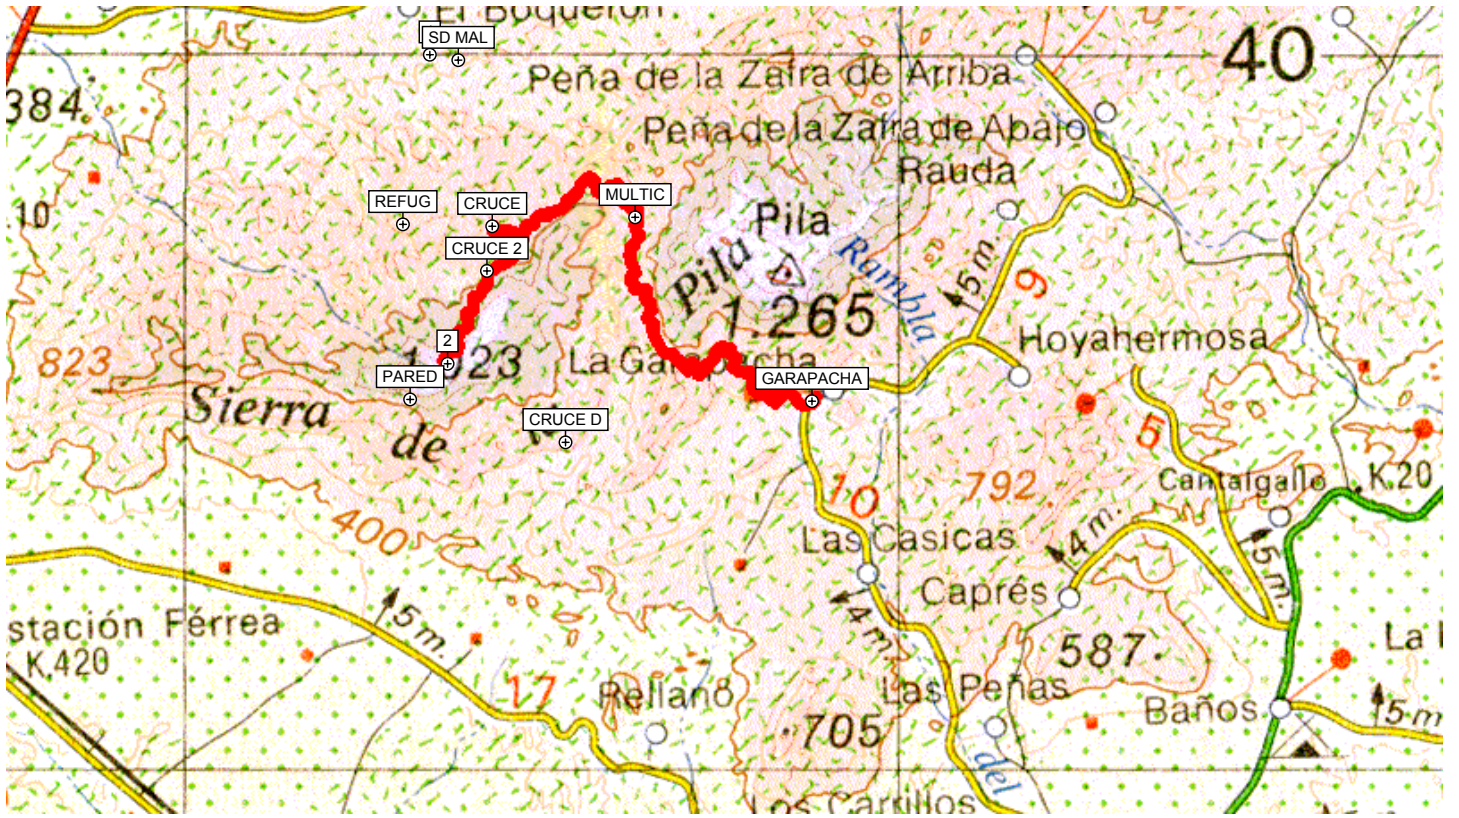 El Boquerón
SD MAL
40
Peña de la Zafra de Arriba
384.
Peña de la Zafra de Abajo
Rauda
REFUG
CRUCE
MULTIC
10
Pila
CRUCE 2
Pila
Rambla
5 m.
9
1.265
2
Hoyahermosa
823
La Garapacha
PARED
GARAPACHA
Sierra
de
CRUCE D
5
10
792
Cantalgallo
K.20
400
4 m.
Las Casicas
5 m.
Caprés
5 m.
4 m.
stación Férrea
K.420
587
La
17
Rellano
Las Peñas
Baños
5 m
705
del
Los Carrillos